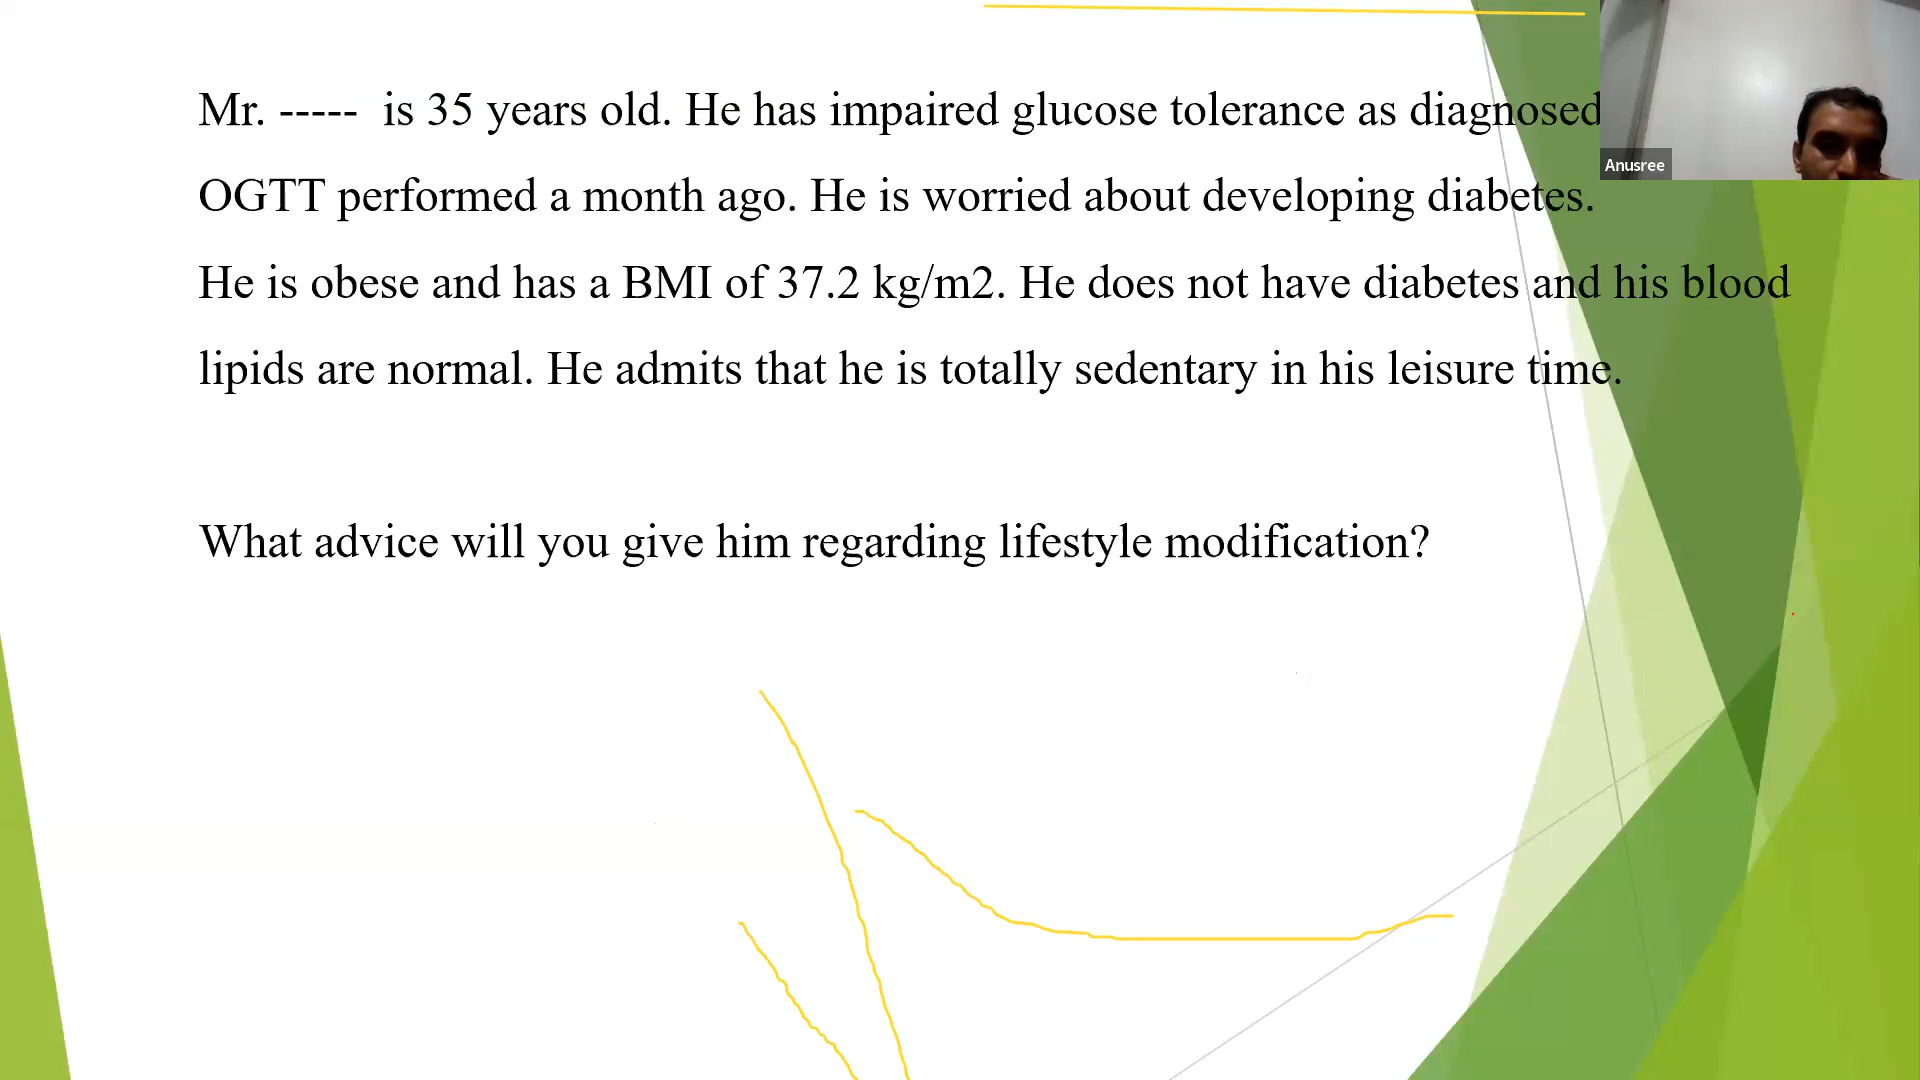 Mr. ----- is 35 years old. He has impaired glucose tolerance as diagnosed
OGTT performed a month ago. He is worried about developing diabetes.
He is obese and has a BMI of 37.2 kg/m2. He does not have diabetes and his blood
lipids are normal. He admits that he is totally sedentary in his leisure time.
What advice will you give him regarding lifestyle modification?
Anusree